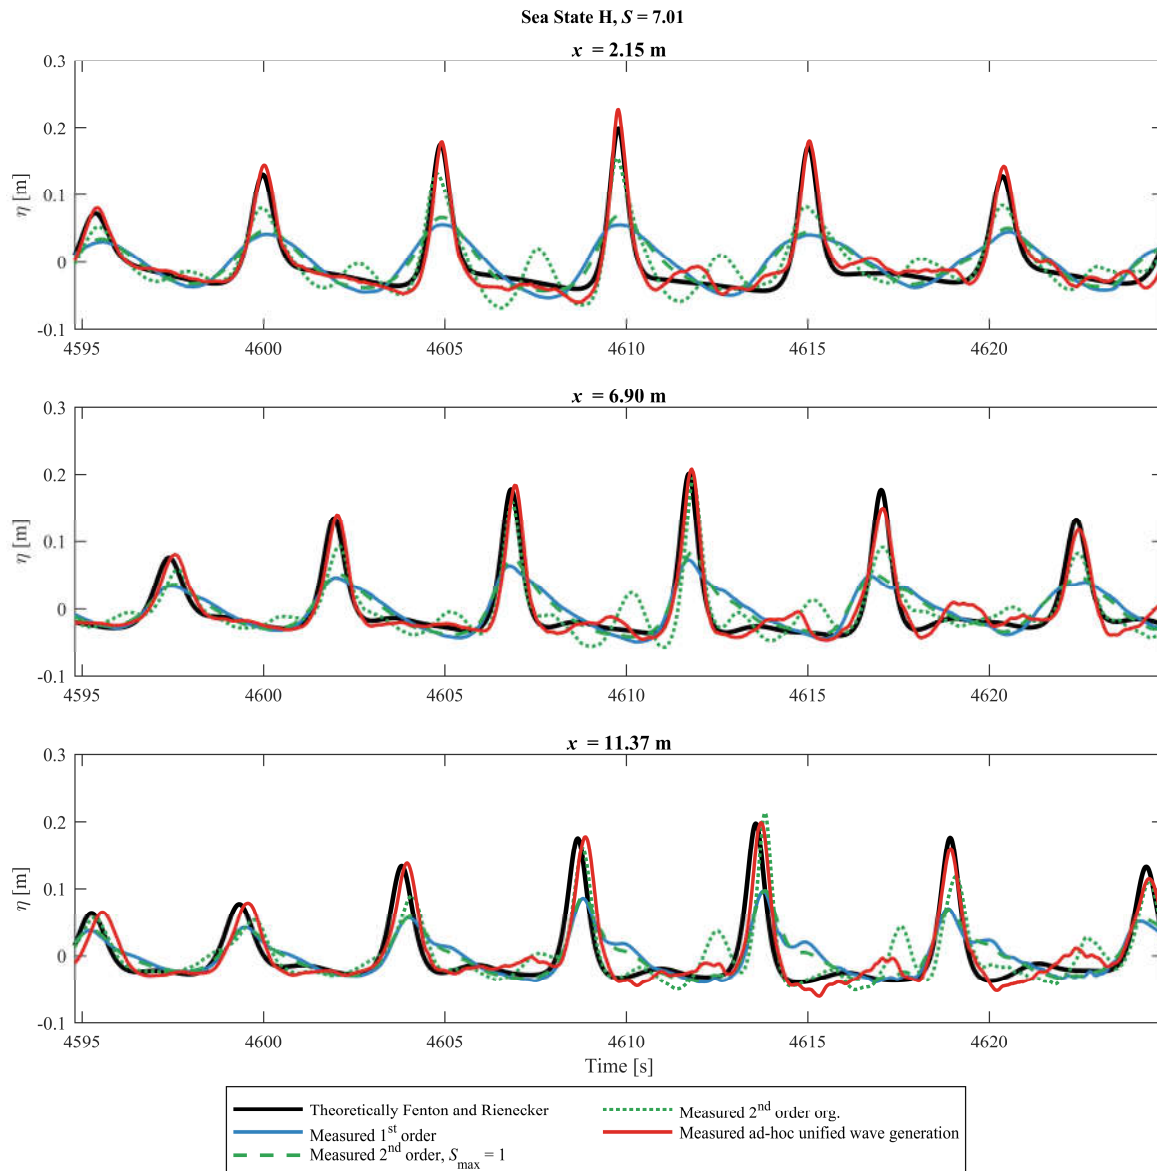 Sea State H, S = 7.01
x = 2.15 m
0.3
0.2
0.1
0
-0.1
η [m]
4595 4600 4605 4610 4615 4620
x = 6.90 m
0.3
0.2
0.1
0
-0.1
η [m]
4595 4600 4605 4610 4615 4620
x = 11.37 m
0.3
0.2
0.1
0
-0.1
η [m]
4595 4600 4605 4610 4615 4620
Time [s]
Theoretically Fenton and Rienecker
Measured 1st order
Measured 2nd order, Smax = 1
Measured 2nd order org.
Measured ad-hoc unified wave generation